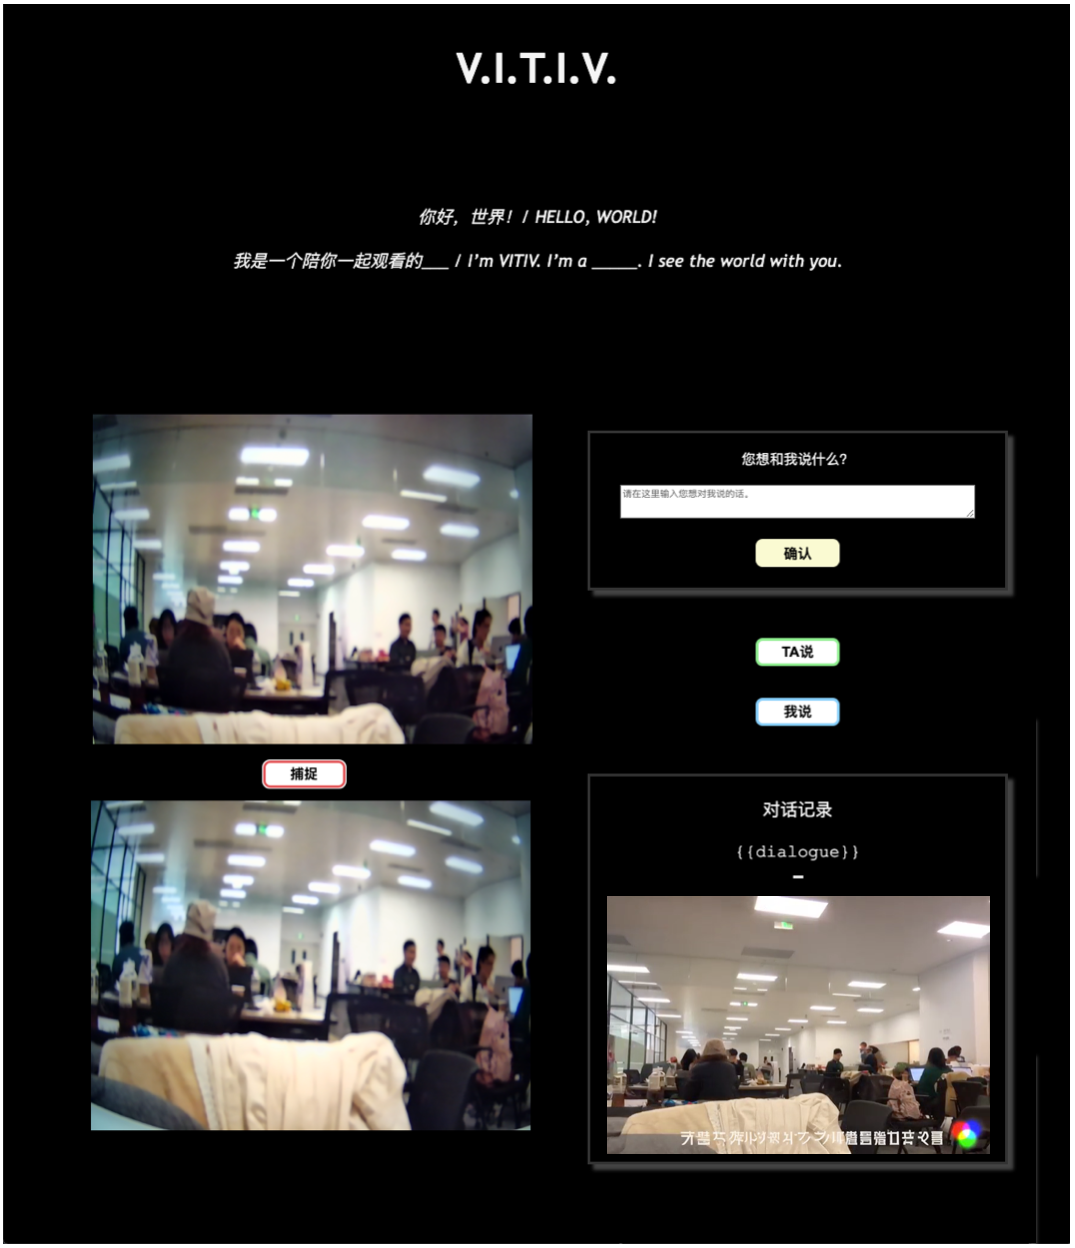 V.I.T.I.V.
你好，世界！/ HELLO, WORLD!
我是一个陪你一起观看的___ / I'm VITIV. I'm a _____. I see the world with you.
您想和我说什么?
请在这里输入您想对我说的话。
确认
TA说
我说
捕捉
对话记录
{{dialogue}}